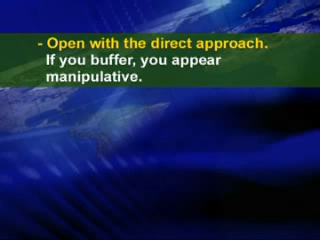 - Open with the direct approach.
If you buffer, you appear
manipulative.